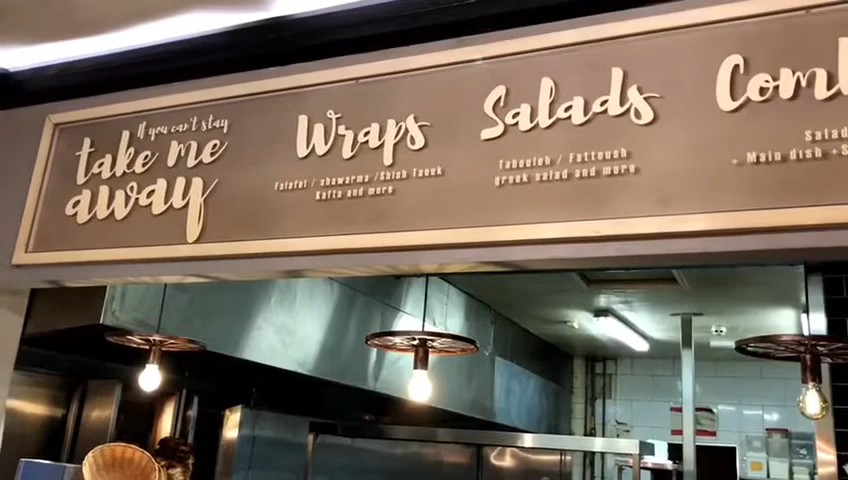 If you can't stay
take me
away
Wraps
Falafel / shawarma / Shish Taouk
Kafta and more
Salads
Tabouleh / Fattoush
greek salad and more
Salad
+ Main dish +